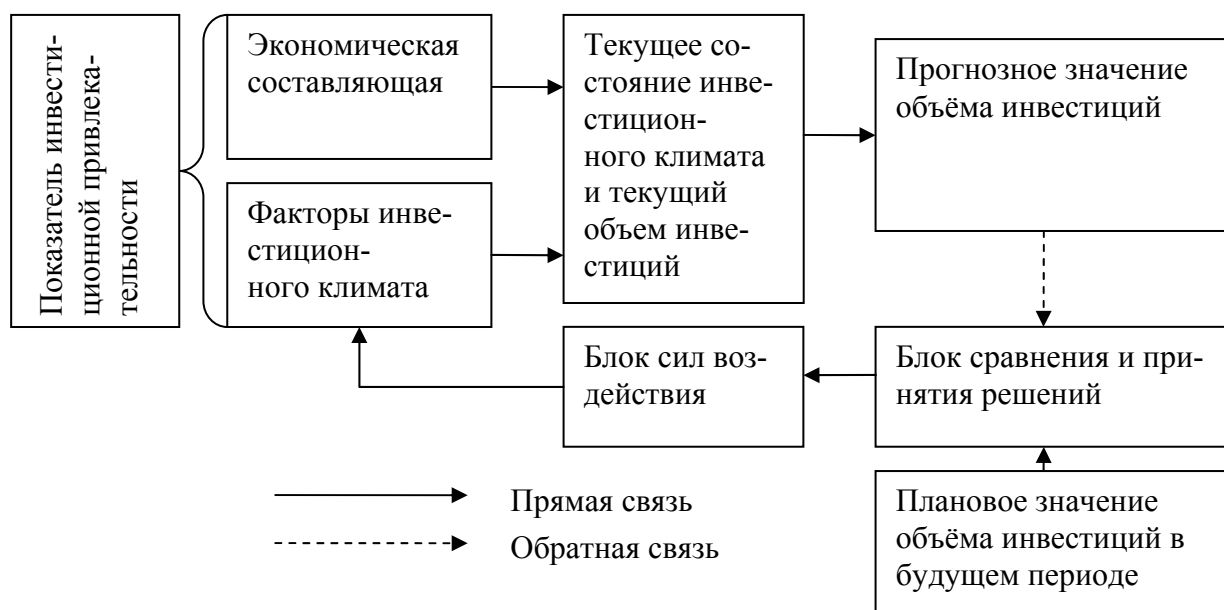 Показатель инвести-
ционной привлека-
тельности
Экономическая
составляющая
Факторы инве-
стицион-
ного климата
Текущее со-
стояние инве-
стицион-
ного климата
и текущий
объем инве-
стиций
Прогнозное значение
объёма инвестиций
Блок сил воз-
действия
Блок сравнения и при-
нятия решений
Плановое значение
объёма инвестиций в
будущем периоде
Прямая связь
Обратная связь